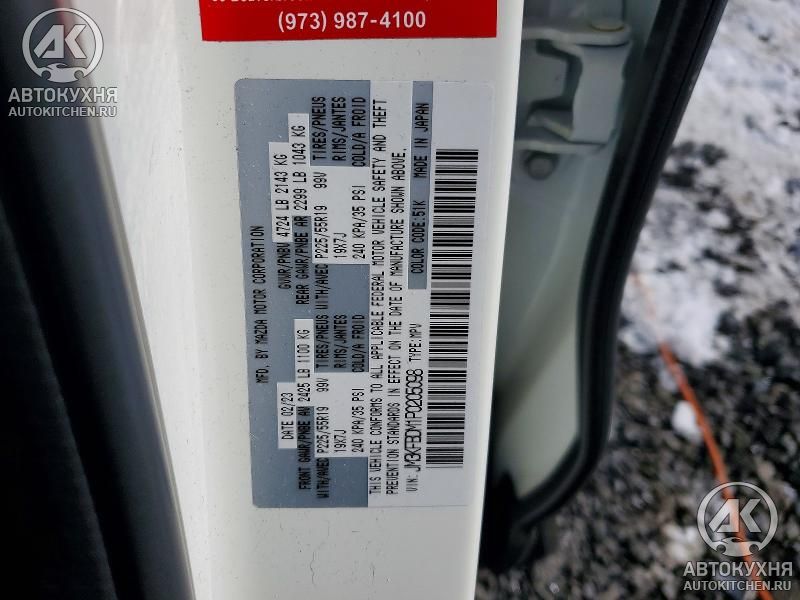 (973) 987-4100
MFD. BY MAZDA MOTOR CORPORATION
DATE 02/23 GVWR/PNBV 4724 LB 2143 KG
FRONT GAWR/PNBE AV 2425 LB 1100 KG REAR GAWR/PNBE AR 2299 LB 1043 KG
WITH/AVEC P225/55R19 99V TIRES/PNEUS WITH/AVEC P225/55R19 99V TIRES/PNEUS
19X7J RIMS/JANTES 19X7J RIMS/JANTES
240 KPA/35 PSI COLD/A FROID 240 KPA/35 PSI COLD/A FROID
THIS VEHICLE CONFORMS TO ALL APPLICABLE FEDERAL MOTOR VEHICLE SAFETY AND THEFT
PREVENTION STANDARDS IN EFFECT ON THE DATE OF MANUFACTURE SHOWN ABOVE.
VIN: JM3KFBDM1P0205098 TYPE:MPV COLOR CODE:51K MADE IN JAPAN
АК
АВТОКУХНЯ
AUTOKITCHEN.RU
АК
АВТОКУХНЯ
AUTOKITCHEN.RU